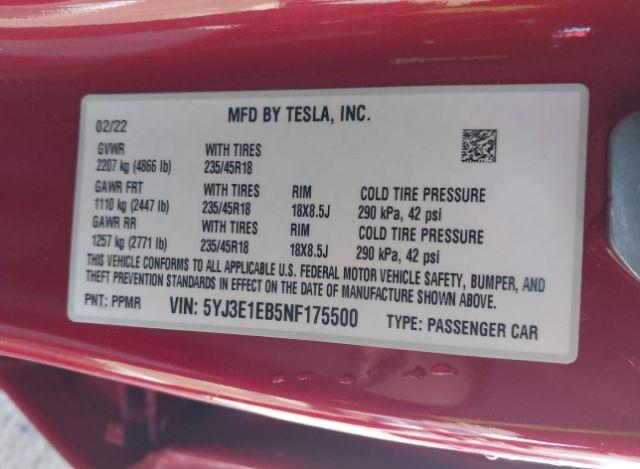 MFD BY TESLA, INC.
02/22
GVWR WITH TIRES
2207 kg (4866 lb) 235/45R18
GAWR FRT WITH TIRES RIM COLD TIRE PRESSURE
1110 kg (2447 lb) 235/45R18 18X8.5J 290 kPa, 42 psi
GAWR RR WITH TIRES RIM COLD TIRE PRESSURE
1257 kg (2771 lb) 235/45R18 18X8.5J 290 kPa, 42 psi
THIS VEHICLE CONFORMS TO ALL APPLICABLE U.S. FEDERAL MOTOR VEHICLE SAFETY, BUMPER, AND
THEFT PREVENTION STANDARDS IN EFFECT ON THE DATE OF MANUFACTURE SHOWN ABOVE.
PNT: PPMR VIN: 5YJ3E1EB5NF175500 TYPE: PASSENGER CAR